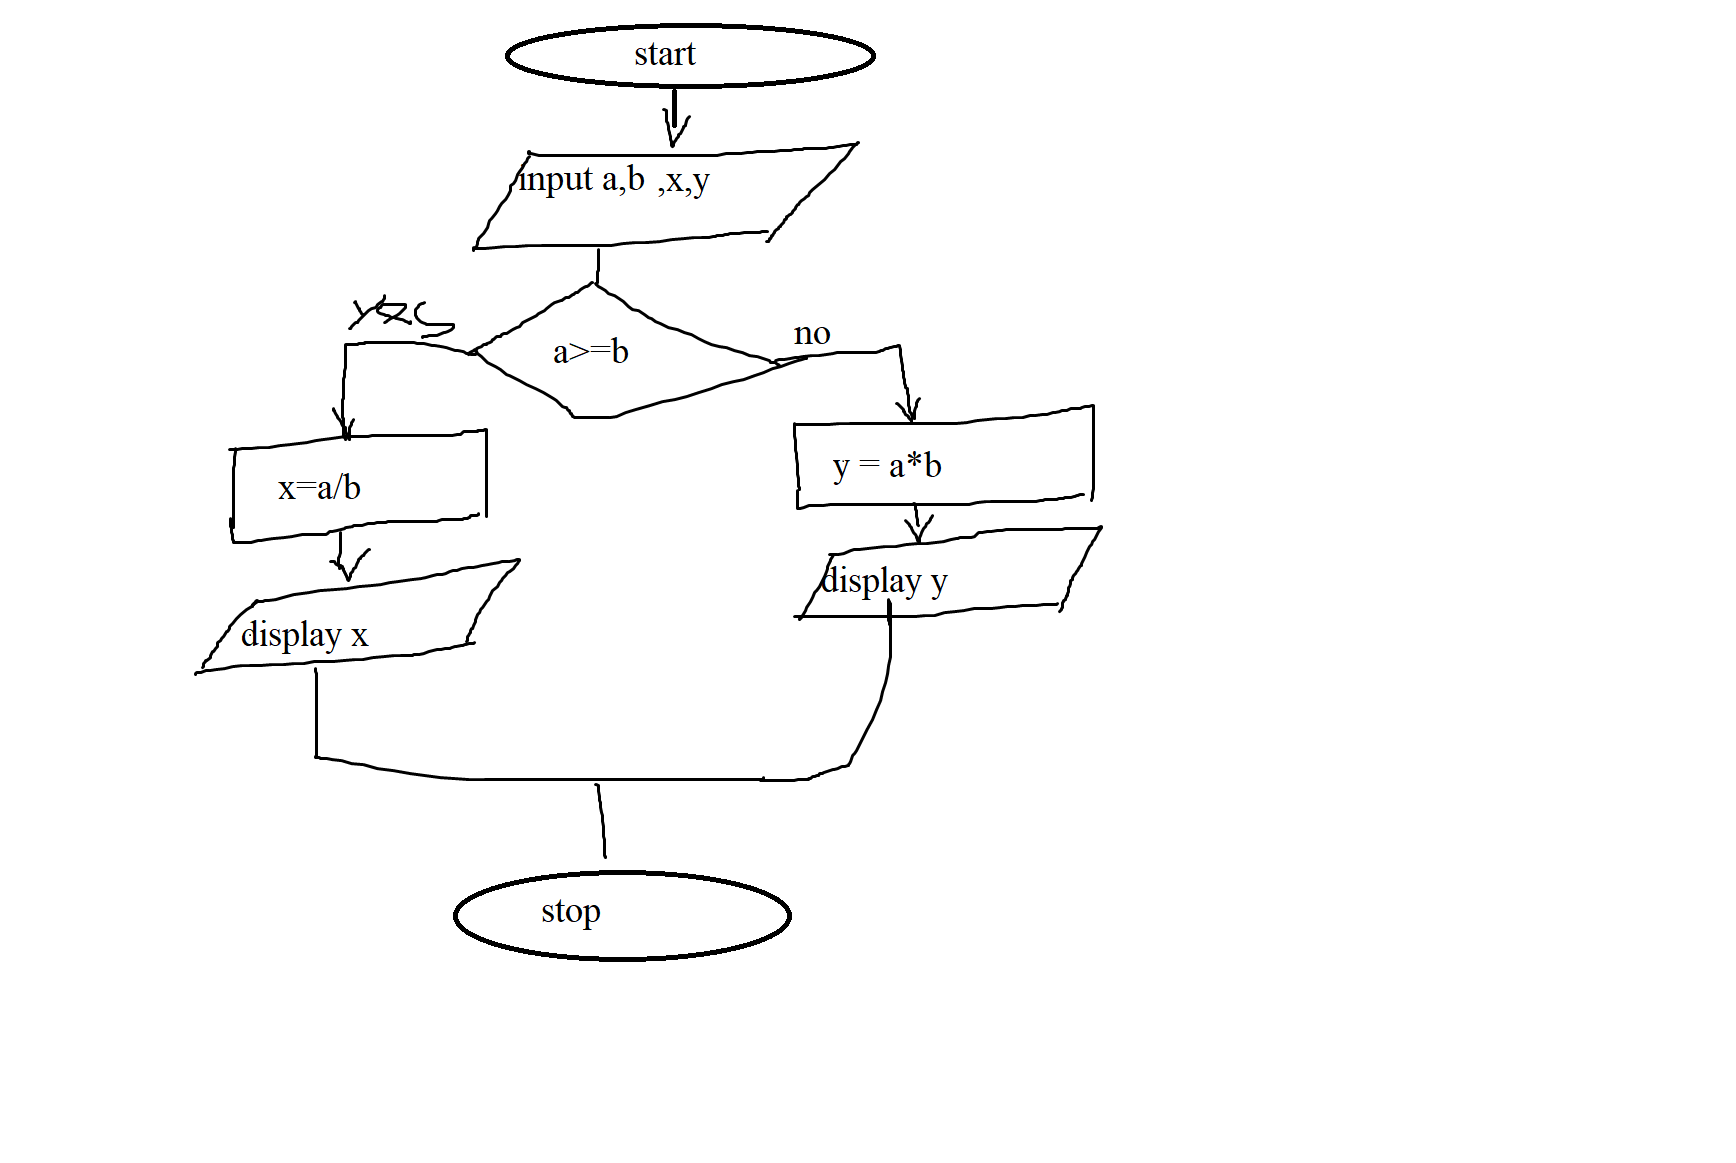 start
input a,b ,x,y
yes
a>=b
no
x=a/b
y = a*b
display x
display y
stop